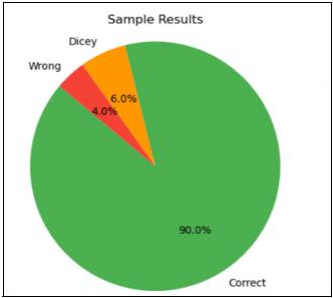 Sample Results
Dicey
Wrong
6.0%
4.0%
90.0%
Correct